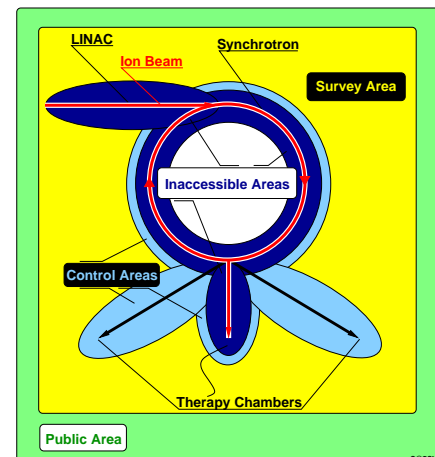 LINAC
Synchrotron
Ion Beam
Survey Area
Inaccessible Areas
Control Areas
Therapy Chambers
Public Area